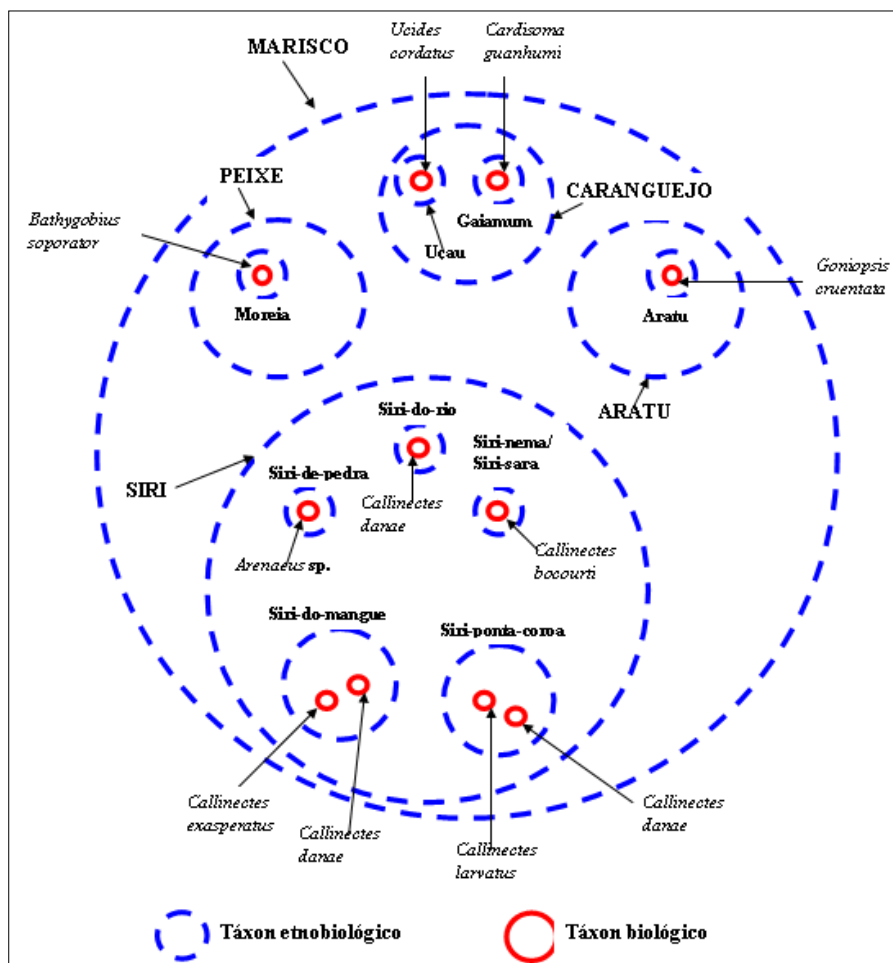 Ucides
cordatus
Cardisoma
guanhumi
MARISCO
PEIXE
CARANGUEJO
Gaiamum
Uçau
Bathygobius
soporator
Moreia
Goniopsis
cruentata
Aratu
ARATU
Siri-do-rio
Siri-nema/
Siri-sara
Siri-de-pedra
SIRI
Callinectes
danae
Arenaeus sp.
Callinectes
bocourti
Siri-do-mangue
Siri-ponta-coroa
Callinectes
exasperatus
Callinectes
danae
Callinectes
larvatus
Callinectes
danae
Táxon etnobiológico
Táxon biológico